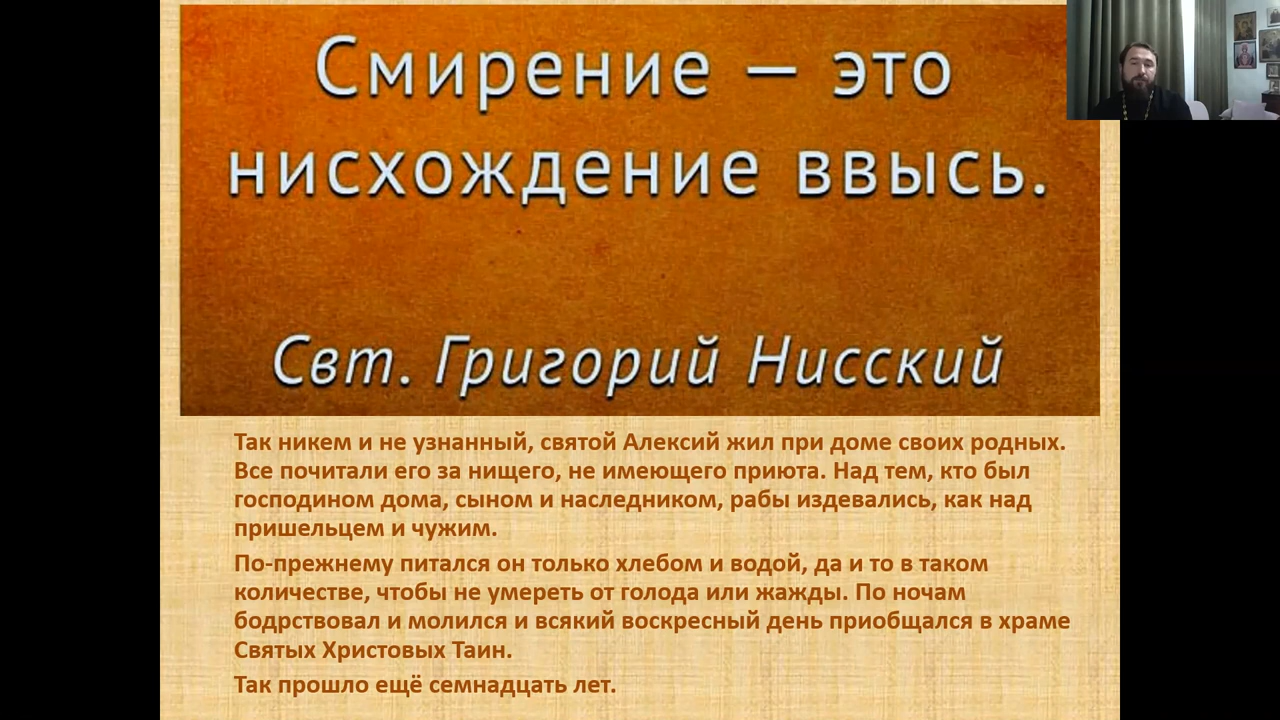 Смирение — это
нисхождение ввысь.
Свт. Григорий Нисский
Так никем и не узнанный, святой Алексий жил при доме своих родных.
Все почитали его за нищего, не имеющего приюта. Над тем, кто был
господином дома, сыном и наследником, рабы издевались, как над
пришельцем и чужим.
По-прежнему питался он только хлебом и водой, да и то в таком
количестве, чтобы не умереть от голода или жажды. По ночам
бодрствовал и молился и всякий воскресный день приобщался в храме
Святых Христовых Таин.
Так прошло ещё семнадцать лет.